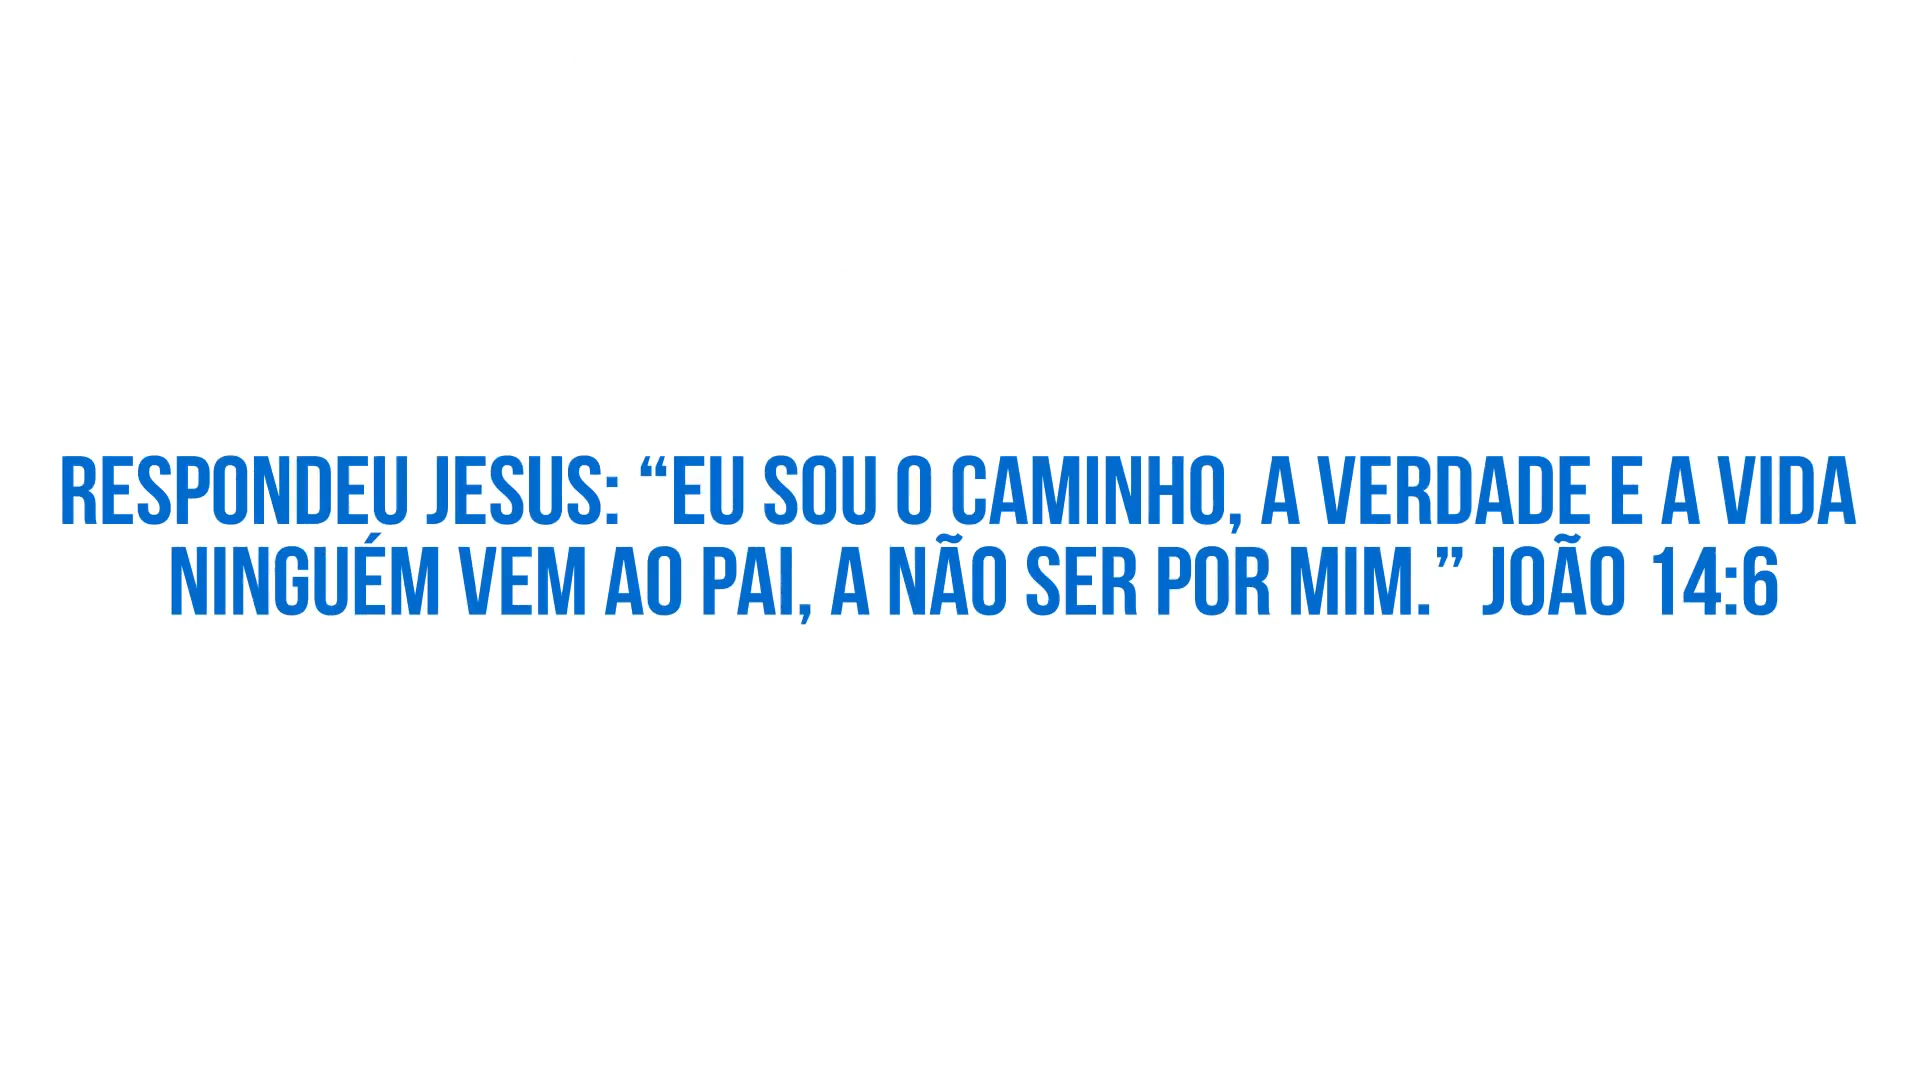 RESPONDEU JESUS: “EU SOU O CAMINHO, A VERDADE E A VIDA
NINGUÉM VEM AO PAI, A NÃO SER POR MIM.” JOÃO 14:6